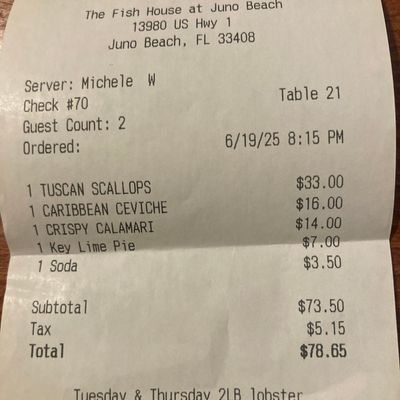 The Fish House at Juno Beach
13980 US Hwy 1
Juno Beach, FL 33408
Server: Michele W
Check #70 Table 21
Guest Count: 2
Ordered: 6/19/25 8:15 PM
1 TUSCAN SCALLOPS $33.00
1 CARIBBEAN CEVICHE $16.00
1 CRISPY CALAMARI $14.00
1 Key Lime Pie $7.00
1 Soda $3.50
Subtotal $73.50
Tax $5.15
Total $78.65
Tuesday & Thursday 2LB lobster